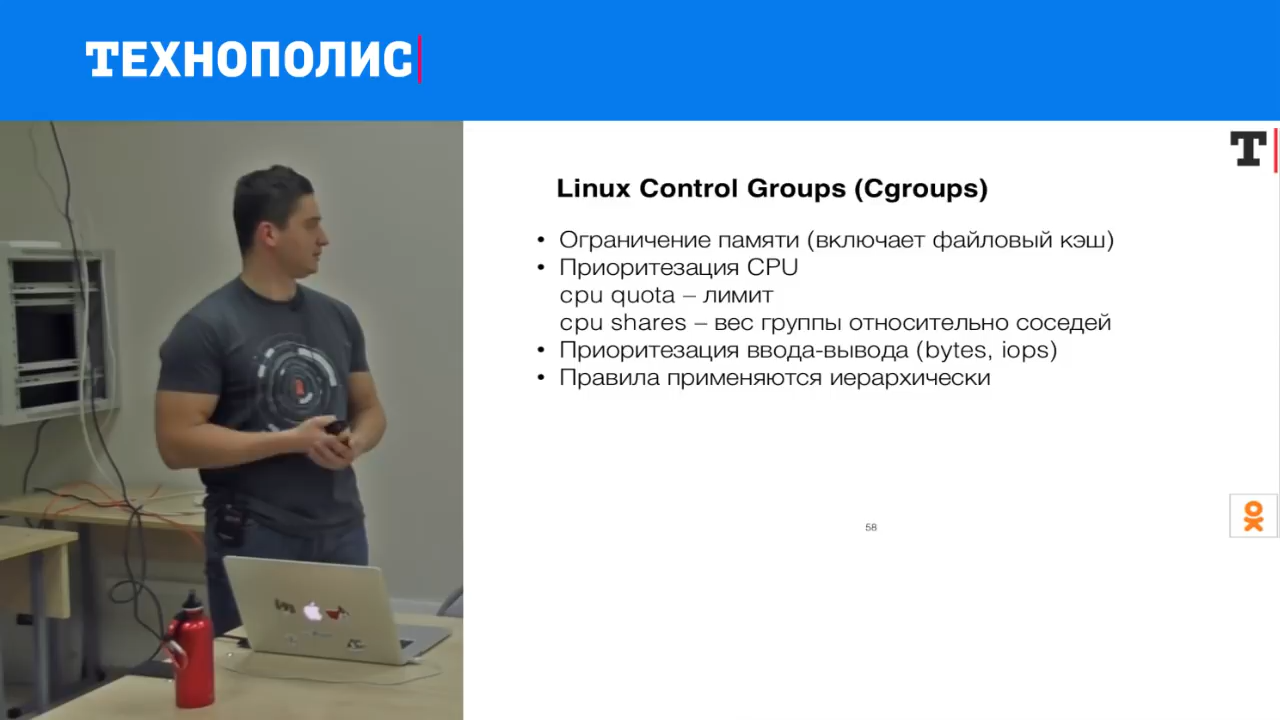 ТЕХНОПОЛИС
Т
Linux Control Groups (Cgroups)
• Ограничение памяти (включает файловый кэш)
• Приоритезация CPU
cpu quota – лимит
cpu shares – вес группы относительно соседей
• Приоритезация ввода-вывода (bytes, iops)
• Правила применяются иерархически
58